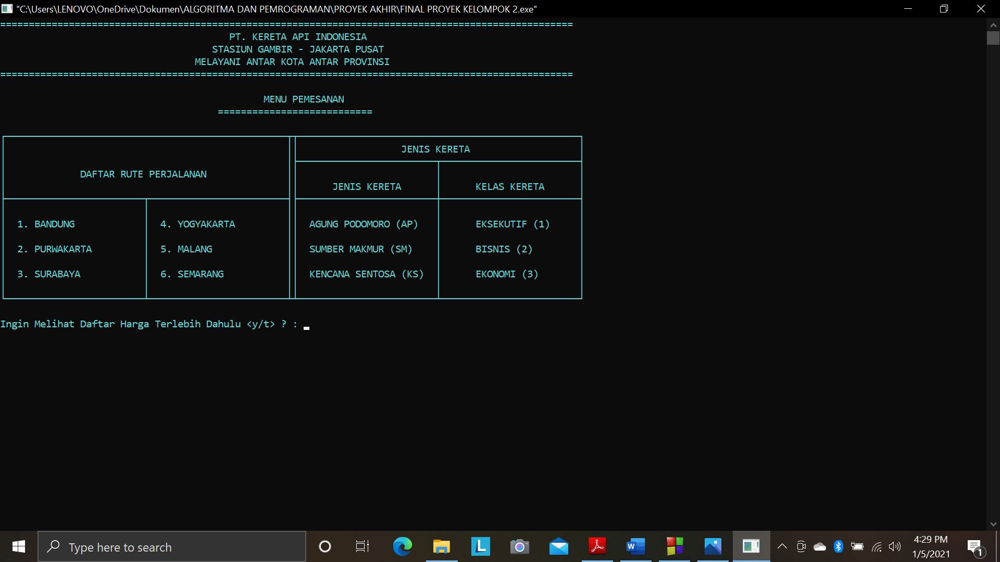 "C:\Users\LENOVO\OneDrive\Dokumen\ALGORITMA DAN PEMROGRAMAN\PROYEK AKHIR\FINAL PROYEK KELOMPOK 2.exe"
====================================================================================================
PT. KERETA API INDONESIA
STASIUN GAMBIR - JAKARTA PUSAT
MELAYANI ANTAR KOTA ANTAR PROVINSI
====================================================================================================
MENU PEMESANAN
===========================
JENIS KERETA
DAFTAR RUTE PERJALANAN
JENIS KERETA KELAS KERETA
1. BANDUNG 4. YOGYAKARTA AGUNG PODOMORO (AP) EKSEKUTIF (1)
2. PURWAKARTA 5. MALANG SUMBER MAKMUR (SM) BISNIS (2)
3. SURABAYA 6. SEMARANG KENCANA SENTOSA (KS) EKONOMI (3)
Ingin Melihat Daftar Harga Terlebih Dahulu <y/t> ? :
Type here to search
L
W
4:29 PM
1/5/2021
1